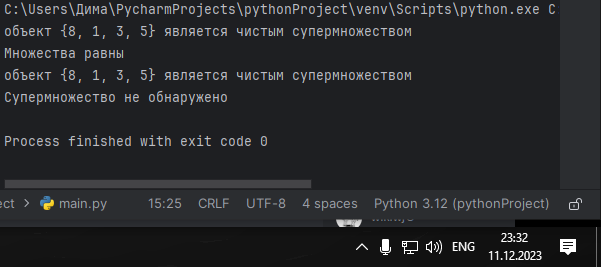 C:\Users\Дима\PycharmProjects\pythonProject\venv\Scripts\python.exe C
объект {8, 1, 3, 5} является чистым супермножеством
Множества равны
объект {8, 1, 3, 5} является чистым супермножеством
Супермножество не обнаружено
Process finished with exit code 0
ect > main.py 15:25 CRLF UTF-8 4 spaces Python 3.12 (pythonProject)
ENG 23:32
11.12.2023